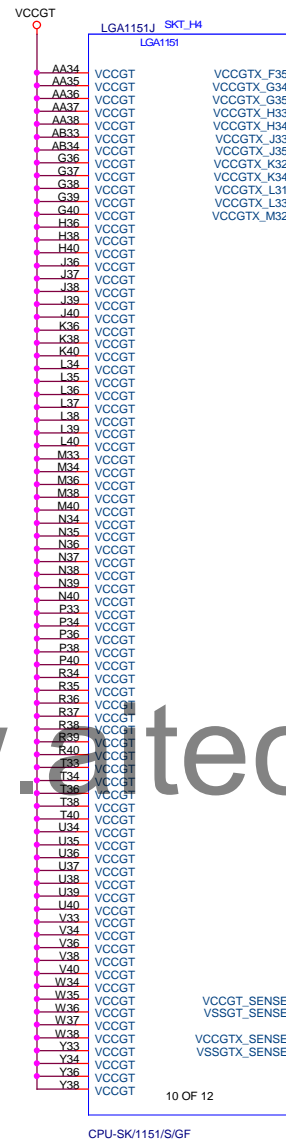 VCCGT
LGA1151J SKT_H4
LGA1151
AA34 VCCGT VCCGTX_F35
AA35 VCCGT VCCGTX_G34
AA36 VCCGT VCCGTX_G35
AA37 VCCGT VCCGTX_H33
AA38 VCCGT VCCGTX_H34
AB33 VCCGT VCCGTX_J33
AB34 VCCGT VCCGTX_J35
G36 VCCGT VCCGTX_K32
G37 VCCGT VCCGTX_K34
G38 VCCGT VCCGTX_L31
G39 VCCGT VCCGTX_L33
G40 VCCGT VCCGTX_M32
H36 VCCGT
H38 VCCGT
H40 VCCGT
J36 VCCGT
J37 VCCGT
J38 VCCGT
J39 VCCGT
J40 VCCGT
K36 VCCGT
K38 VCCGT
K40 VCCGT
L34 VCCGT
L35 VCCGT
L36 VCCGT
L37 VCCGT
L38 VCCGT
L39 VCCGT
L40 VCCGT
M33 VCCGT
M34 VCCGT
M36 VCCGT
M38 VCCGT
M40 VCCGT
N34 VCCGT
N35 VCCGT
N36 VCCGT
N37 VCCGT
N38 VCCGT
N39 VCCGT
N40 VCCGT
P33 VCCGT
P34 VCCGT
P36 VCCGT
P38 VCCGT
P40 VCCGT
R34 VCCGT
R35 VCCGT
R36 VCCGT
R37 VCCGT
R38 VCCGT
R39 VCCGT
R40 VCCGT
T33 VCCGT
T34 VCCGT
T36 VCCGT
T38 VCCGT
T40 VCCGT
U34 VCCGT
U35 VCCGT
U36 VCCGT
U37 VCCGT
U38 VCCGT
U39 VCCGT
U40 VCCGT
V33 VCCGT
V34 VCCGT
V36 VCCGT
V38 VCCGT
V40 VCCGT
W34 VCCGT
W35 VCCGT VCCGT_SENSE
W36 VCCGT VSSGT_SENSE
W37 VCCGT
W38 VCCGT VCCGTX_SENSE
Y33 VCCGT VSSGTX_SENSE
Y34 VCCGT
Y36 VCCGT
Y38 VCCGT
10 OF 12
CPU-SK/1151/S/GF